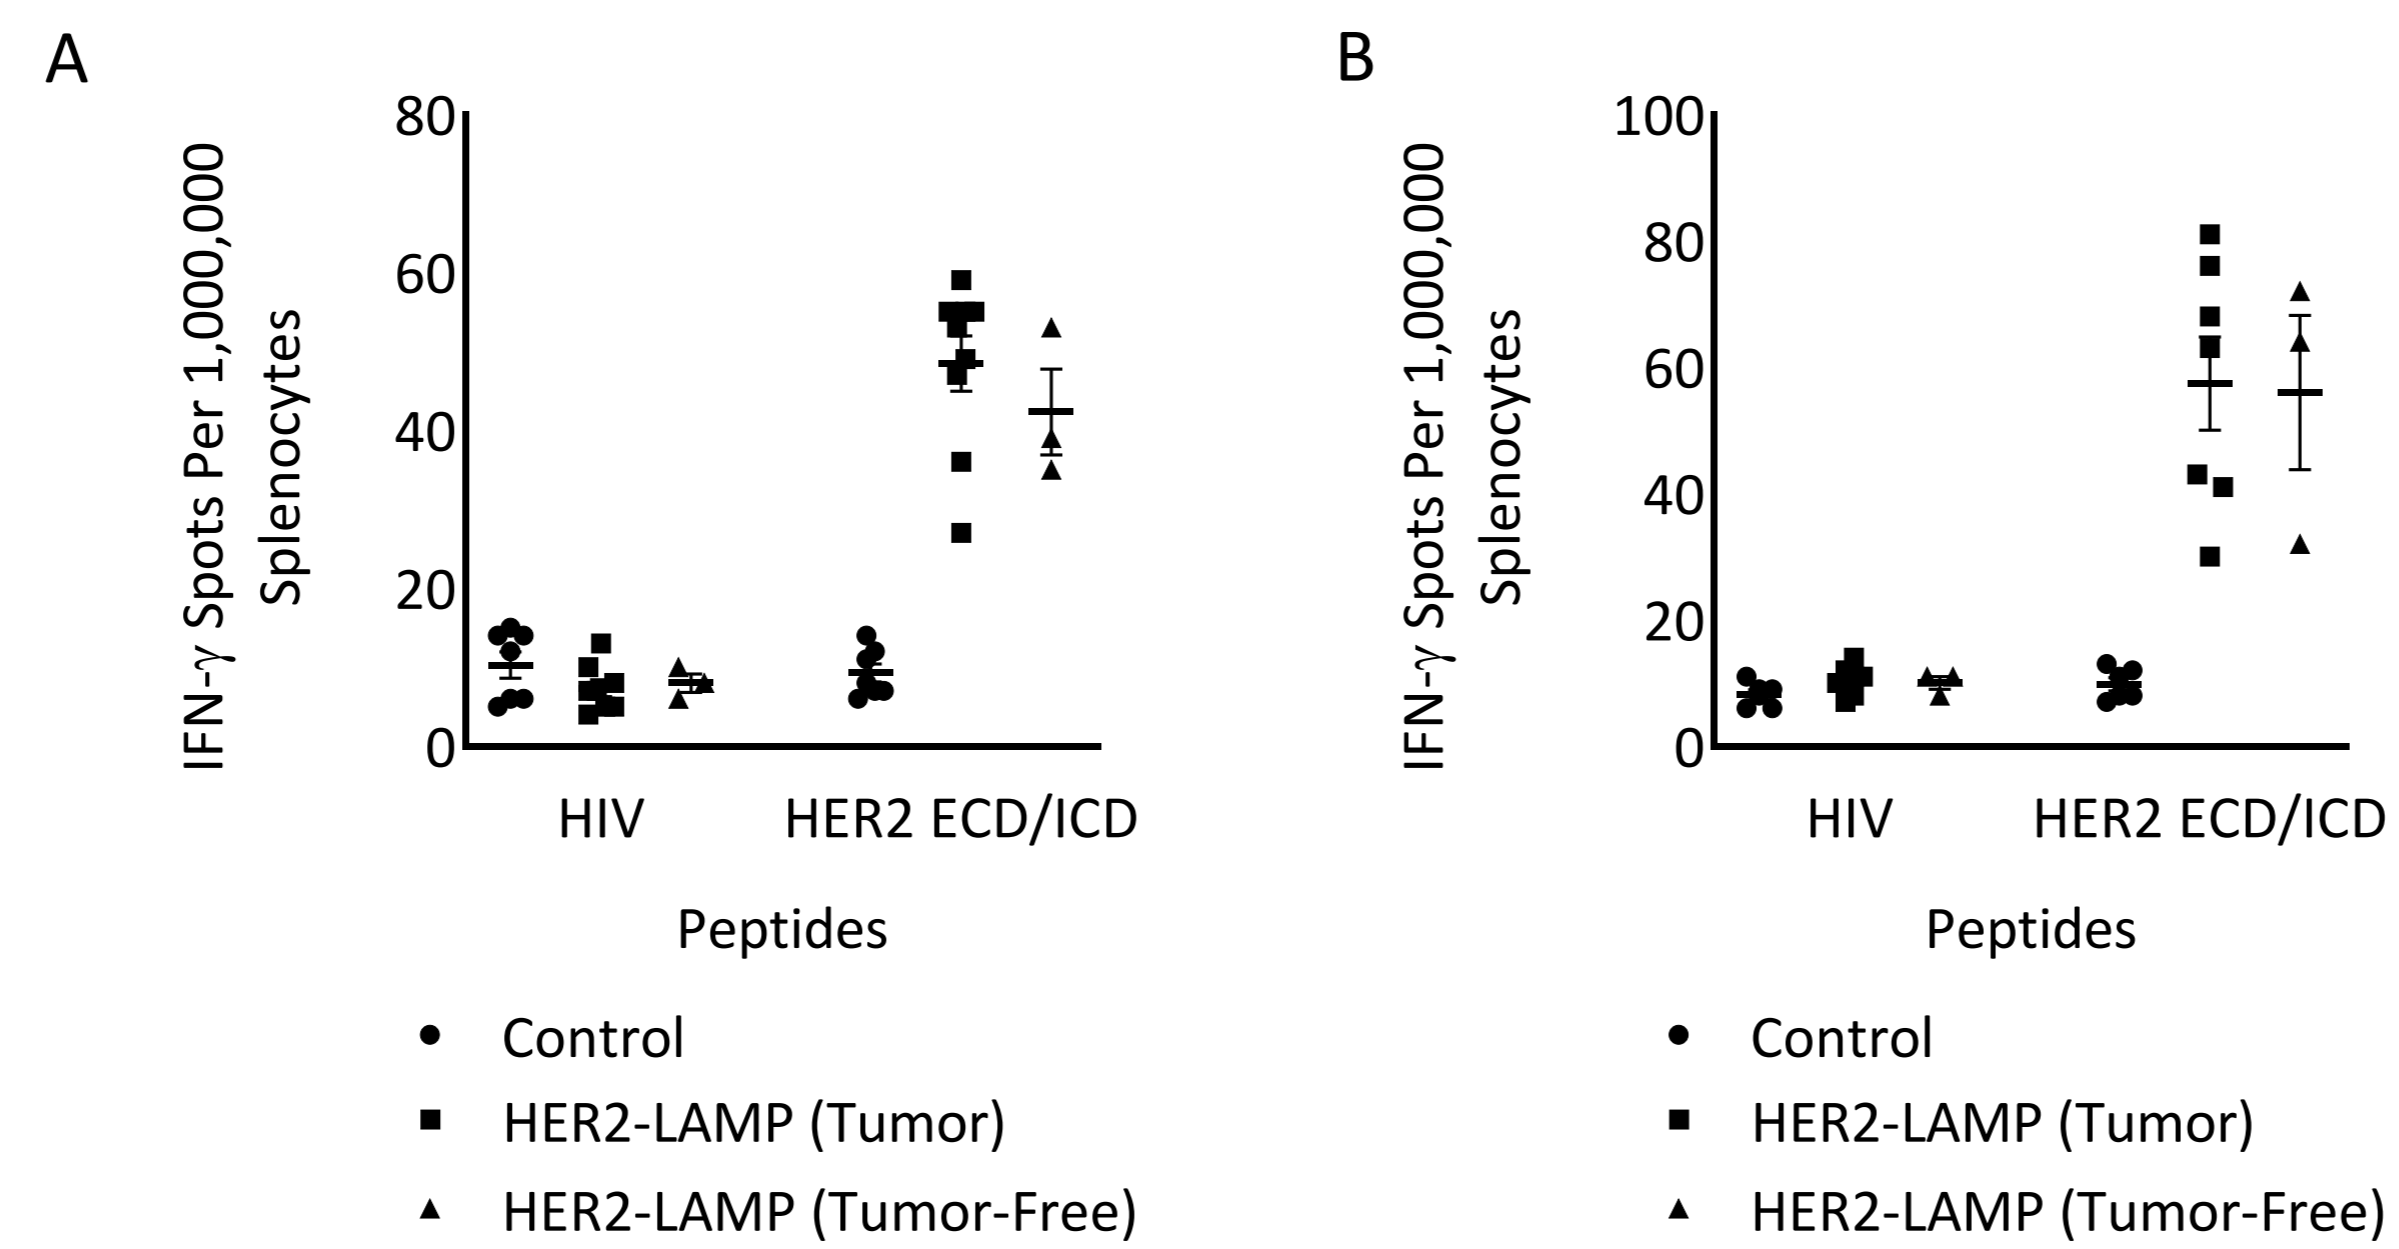 A
IFN-γ Spots Per 1,000,000
Splenocytes
80
60
40
20
0
HIV
HER2 ECD/ICD
Peptides
Control
HER2-LAMP (Tumor)
HER2-LAMP (Tumor-Free)
B
IFN-γ Spots Per 1,000,000
Splenocytes
100
80
60
40
20
0
HIV
HER2 ECD/ICD
Peptides
Control
HER2-LAMP (Tumor)
HER2-LAMP (Tumor-Free)